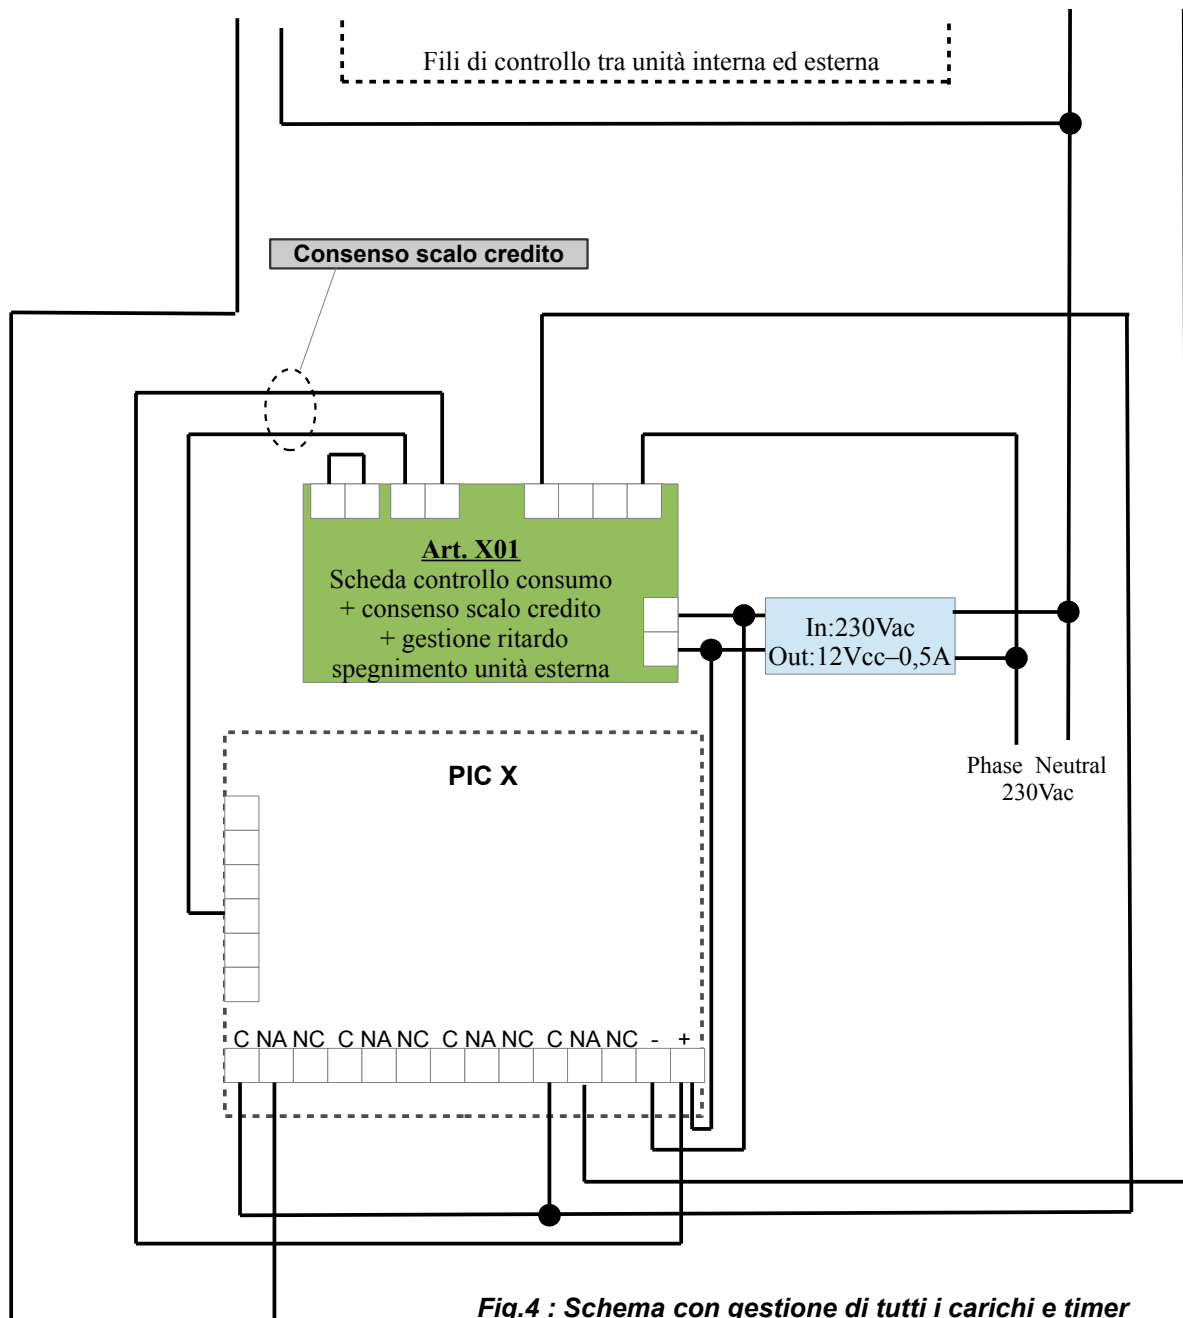 Fili di controllo tra unità interna ed esterna
Consenso scalo credito
Art. X01
Scheda controllo consumo
+ consenso scalo credito
+ gestione ritardo
spegnimento unità esterna
In:230Vac
Out:12Vcc–0,5A
Phase Neutral
230Vac
PIC X
C NA NC C NA NC C NA NC C NA NC - +
Fig.4 : Schema con gestione di tutti i carichi e timer